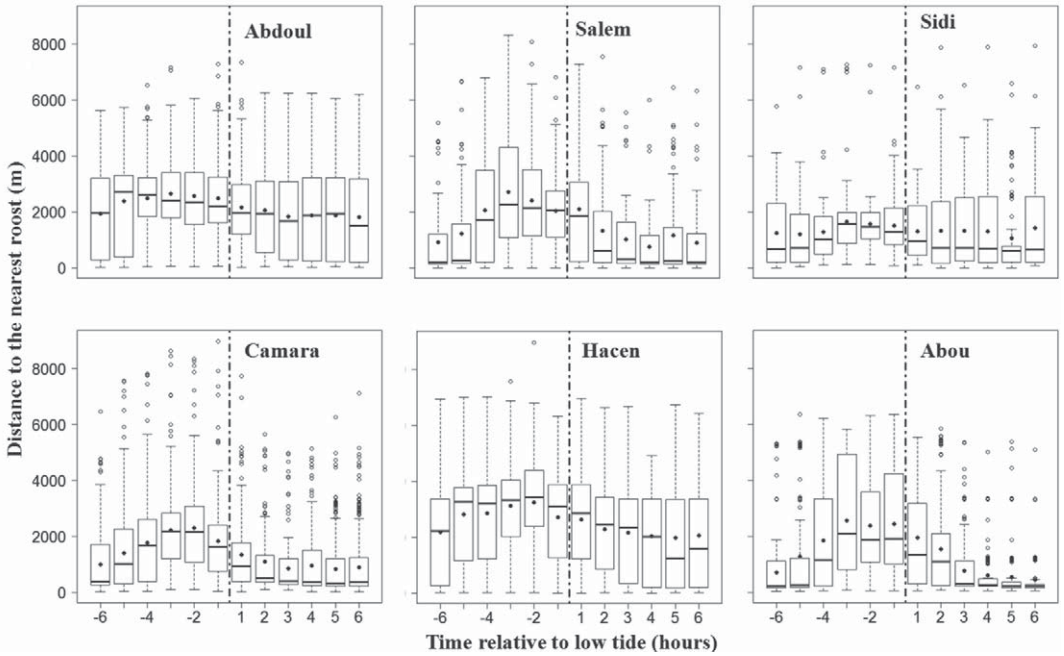 Distance to the nearest roost (m)
Abdoul
Salem
Sidi
8000
6000
4000
2000
0
Camara
Hacen
Abou
8000
6000
4000
2000
0
-6 -4 -2 1 2 3 4 5 6
-6 -4 -2 1 2 3 4 5 6
-6 -4 -2 1 2 3 4 5 6
Time relative to low tide (hours)